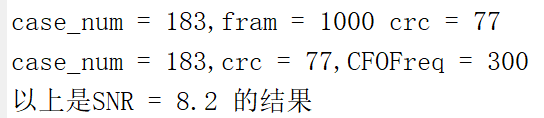 case_num = 183,fram = 1000 crc = 77
case_num = 183,crc = 77,CFOFreq = 300
以上是SNR = 8.2 的结果